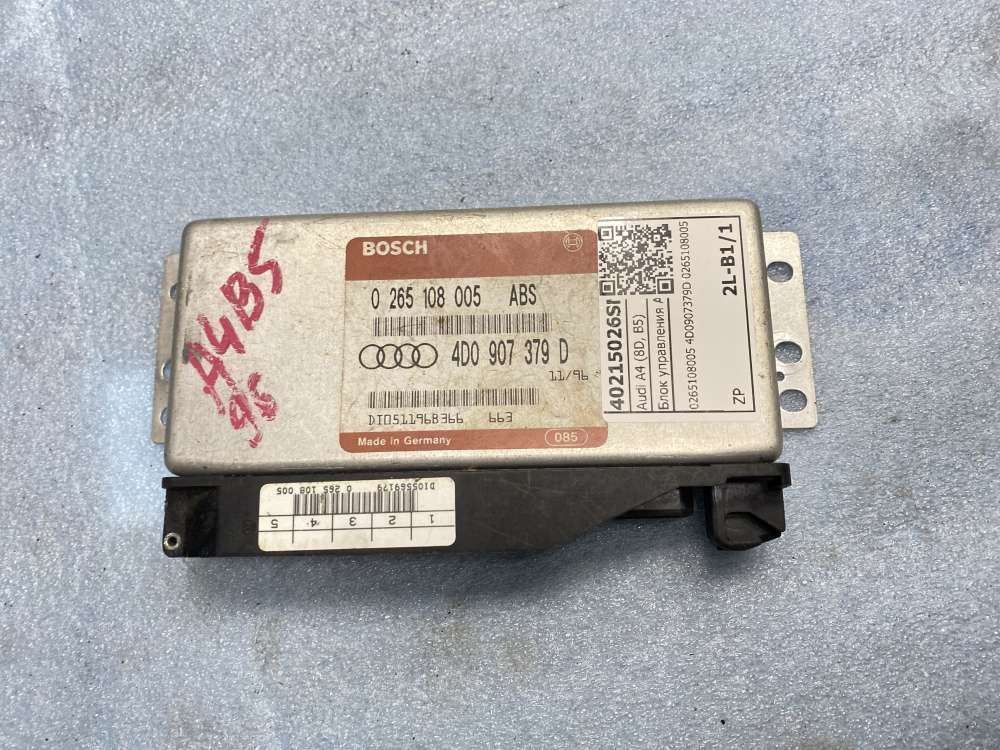 A4B5
96
BOSCH
0 265 108 005 ABS
4D0 907 379 D
11/96
DI0511968366 663
Made in Germany 085
40215026SI
Audi A4 (8D, B5)
Блок управления А
0265108005 4D0907379D 0265108005
ZP 2L-B1/1
DI05569179 0 265 108 005
1 2 3 4 5